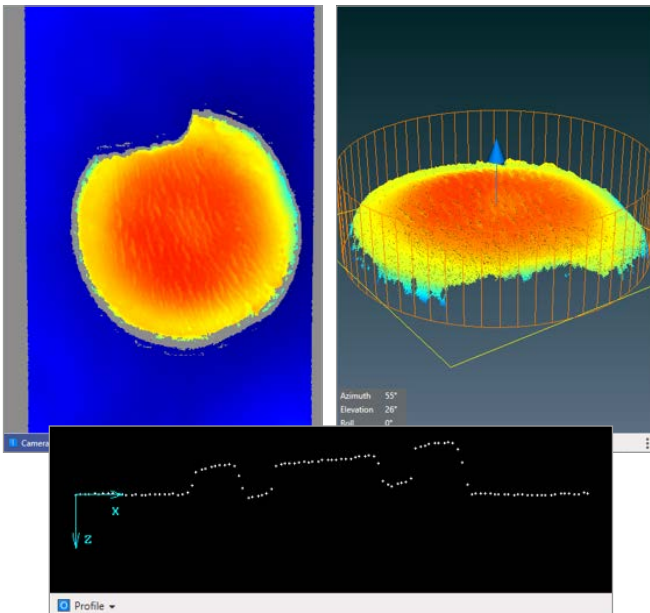 Azimuth 55°
Elevation 26°
Roll 0°
Camera
X
Z
Profile